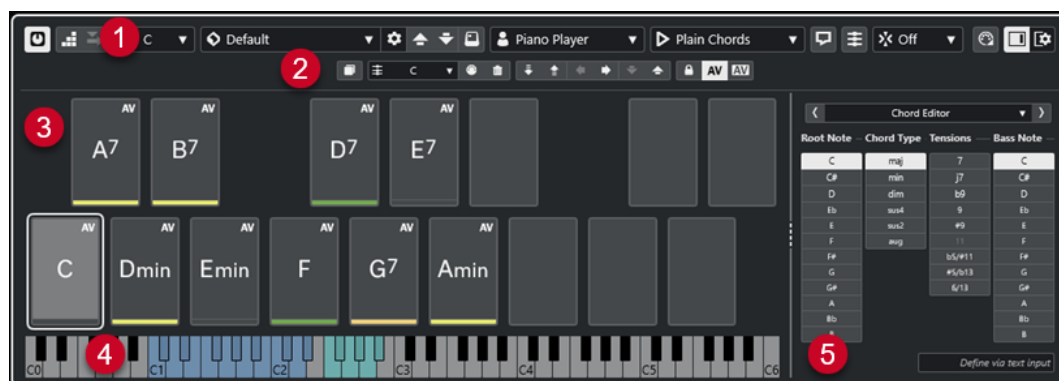 1 C Default Piano Player Plain Chords Off
2 C AV AV
3
AV AV AV AV
A7 B7 D7 E7
Chord Editor
Root Note Chord Type Tensions Bass Note
C maj 7 C
C# min j7 C#
D dim b9 D
Eb sus4 9 Eb
E sus2 #9 E
F aug 11 F
F# b5/#11 F#
G #5/b13 G
G# 6/13 G#
A A
Bb Bb
B B
AV AV AV AV AV AV
C Dmin Emin F G7 Amin
4
C0 C1 C2 C3 C4 C5 C6
5
Define via text input